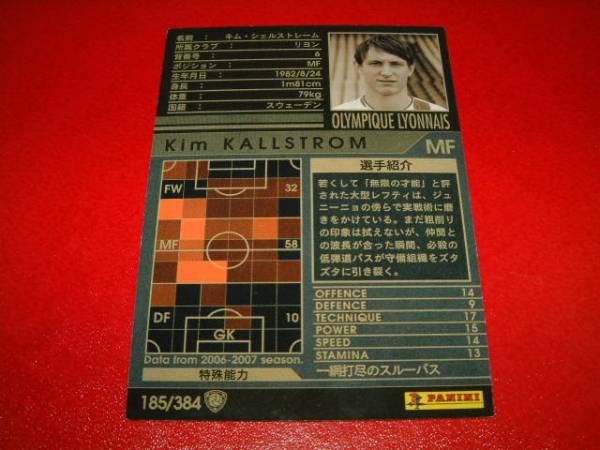 名前 : キム・シェルストレーム
所属クラブ : リヨン
背番号 : 6
ポジション : MF
生年月日 : 1982/8/24
身長 : 1m81cm
体重 : 79kg
国籍 : スウェーデン
OLYMPIQUE LYONNAIS
Kim KALLSTROM MF
FW 32
MF 58
DF 10
GK
Data from 2006-2007 season.
選手紹介
若くして「無限の才能」と評
された大型レフティは、ジュ
ニーニョの傍らで実戦術に磨
きをかけている。まだ粗削り
の印象は拭えないが、仲間と
の波長が合った瞬間、必殺の
低弾道パスが守備組織をズタ
ズタに引き裂く。
OFFENCE 14
DEFENCE 9
TECHNIQUE 17
POWER 15
SPEED 14
STAMINA 13
特殊能力 一網打尽のスルーパス
185/384
PANINI